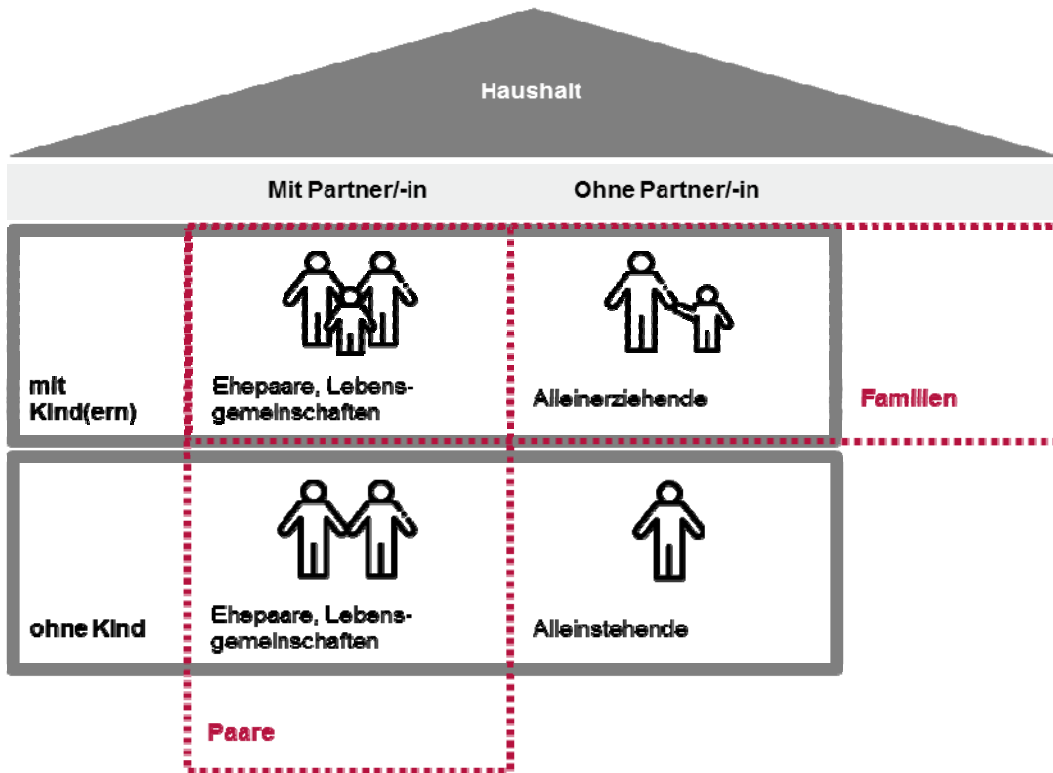 Haushalt
Mit Partner/-in
Ohne Partner/-in
mit
Kind(ern)
Ehepaare, Lebens-
gemeinschaften
Alleinerziehende
Familien
ohne Kind
Ehepaare, Lebens-
gemeinschaften
Alleinstehende
Paare